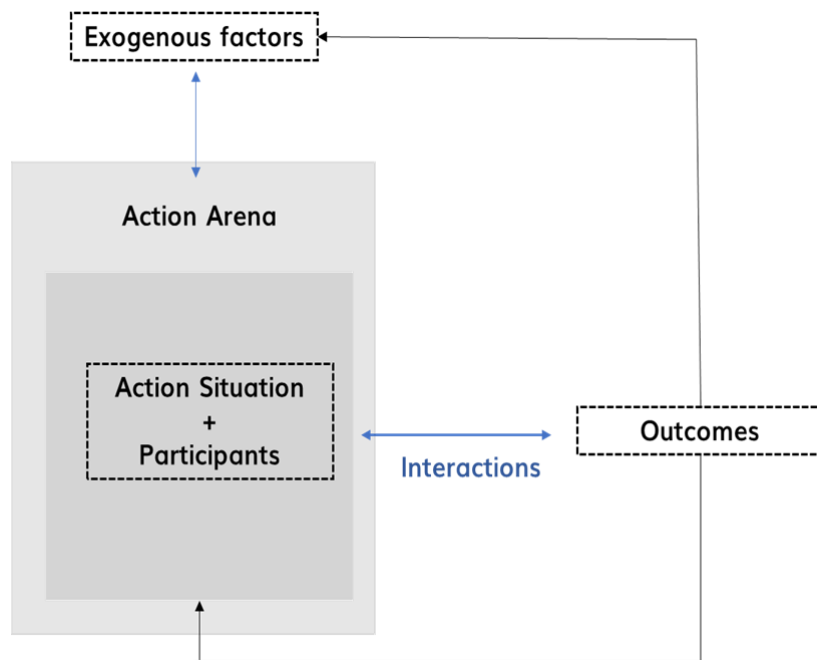 Exogenous factors
Action Arena
Action Situation
+
Participants
Interactions
Outcomes